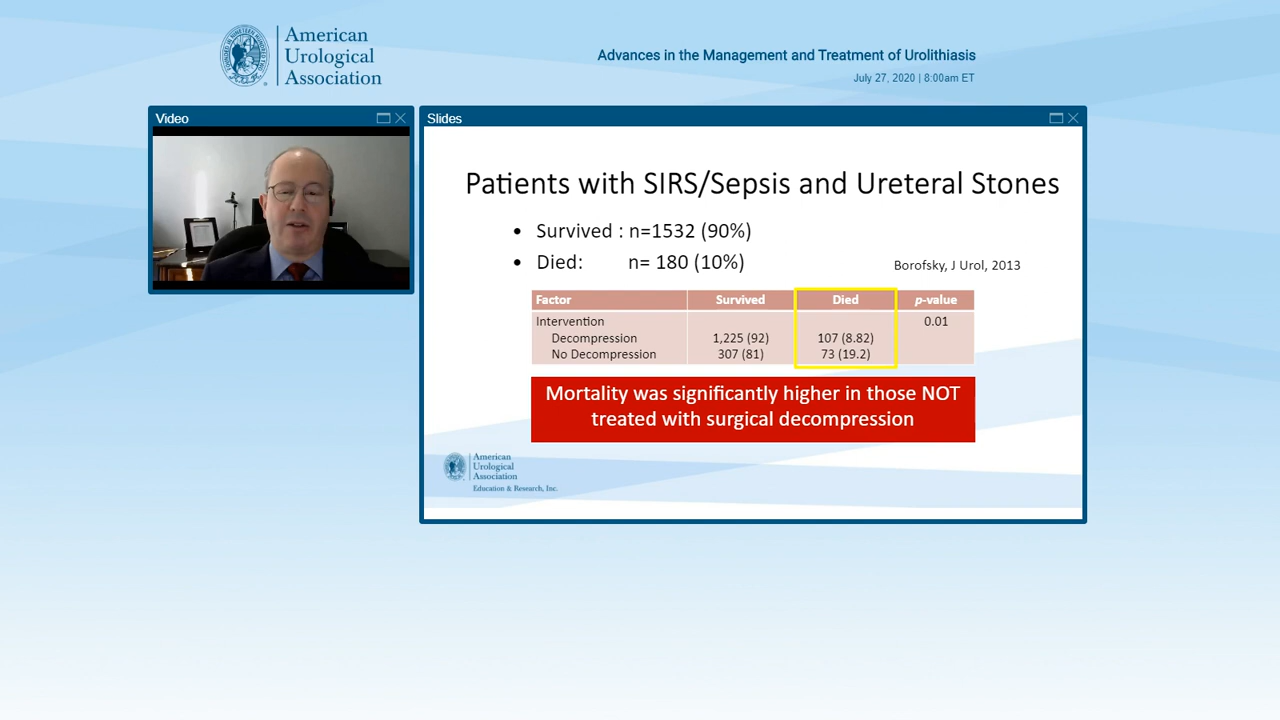 American
Urological
Association
Advances in the Management and Treatment of Urolithiasis
July 27, 2020 | 8:00am ET
Video
Slides
Patients with SIRS/Sepsis and Ureteral Stones
• Survived : n=1532 (90%)
• Died: n= 180 (10%)
Borofsky, J Urol, 2013
Factor Survived Died p-value
Intervention 0.01
Decompression 1,225 (92) 107 (8.82)
No Decompression 307 (81) 73 (19.2)
Mortality was significantly higher in those NOT
treated with surgical decompression
American
Urological
Association
Education & Research, Inc.